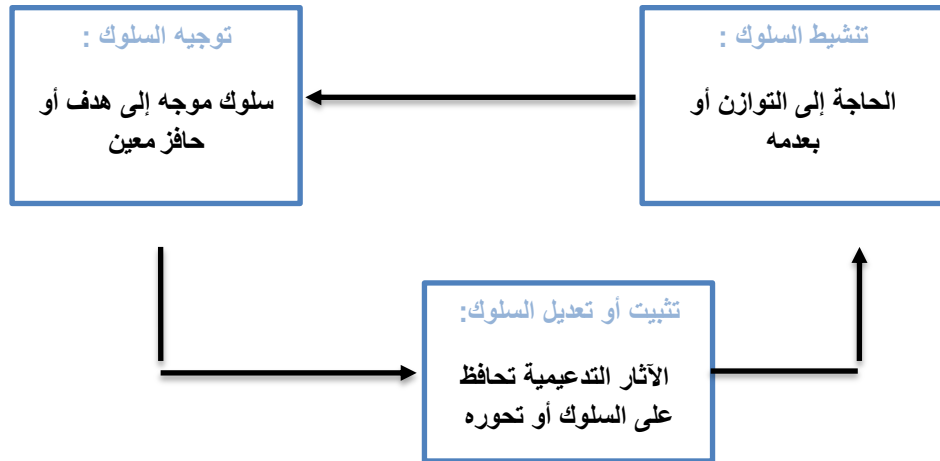 تنشيط السلوك :
الحاجة إلى التوازن أو
بعدمه
توجيه السلوك :
سلوك موجه إلى هدف أو
حافز معين
تثبيت أو تعديل السلوك:
الآثار التدعيمية تحافظ
على السلوك أو تحوره